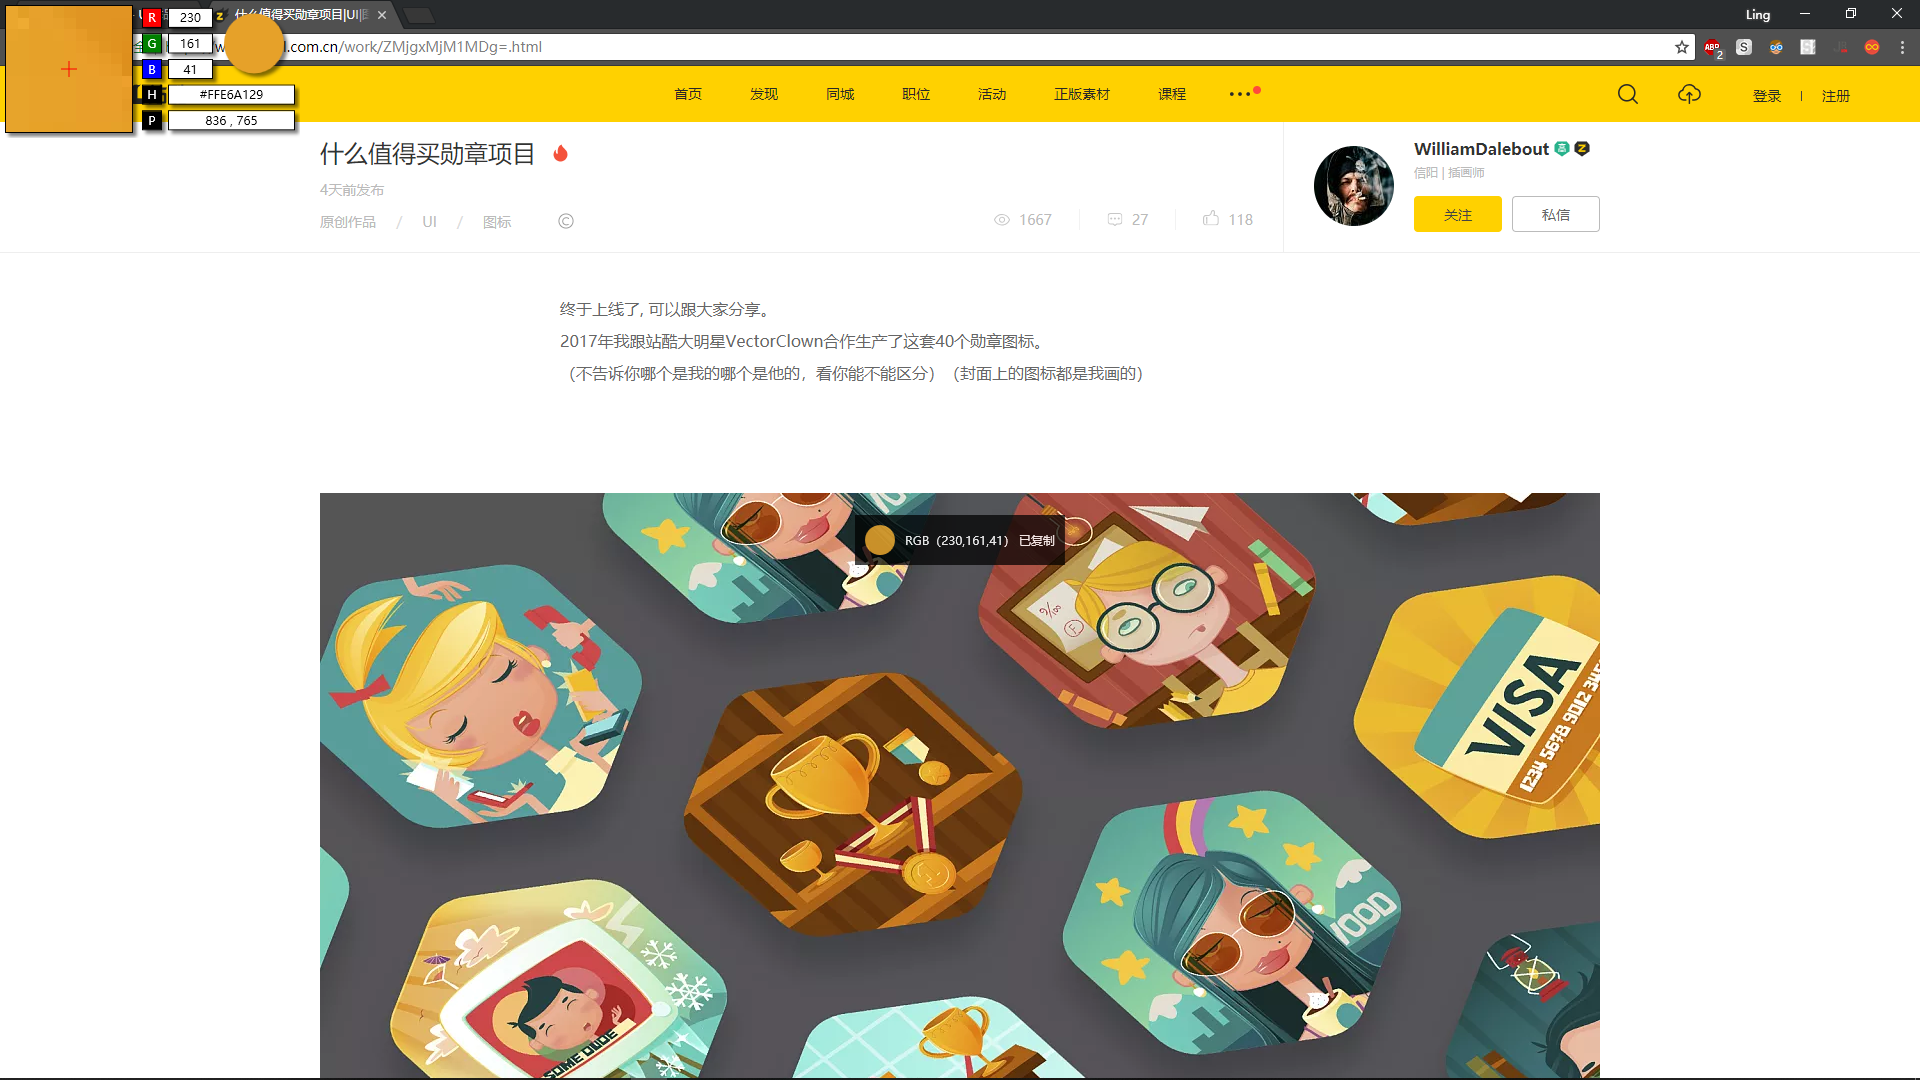 R 230
G 161
B 41
H #FFE6A129
P 836 , 765
什么值得买勋章项目|UI|
Ling
.com.cn/work/ZMjgxMjM1MDg=.html
ABP 2
S
首页 发现 同城 职位 活动 正版素材 课程
登录 | 注册
什么值得买勋章项目
4天前发布
原创作品 / UI / 图标 ©
1667 27 118
WilliamDalebout 高 Z
信阳 | 插画师
关注 私信
终于上线了, 可以跟大家分享。
2017年我跟站酷大明星VectorClown合作生产了这套40个勋章图标。
（不告诉你哪个是我的哪个是他的，看你能不能区分）（封面上的图标都是我画的）
RGB（230,161,41） 已复制
F
VISA
1234 5678 9012 345
WOOD
SOME DUDE